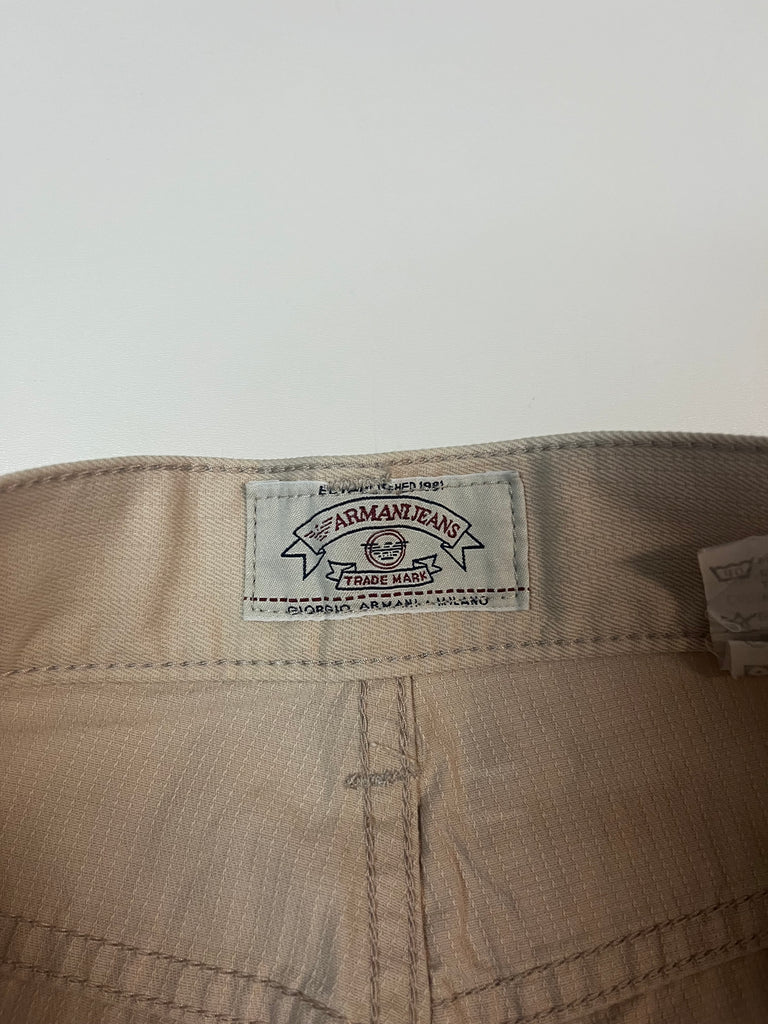 ESTABLISHED 1981
ARMANI JEANS
TRADE MARK
GIORGIO ARMANI - MILANO